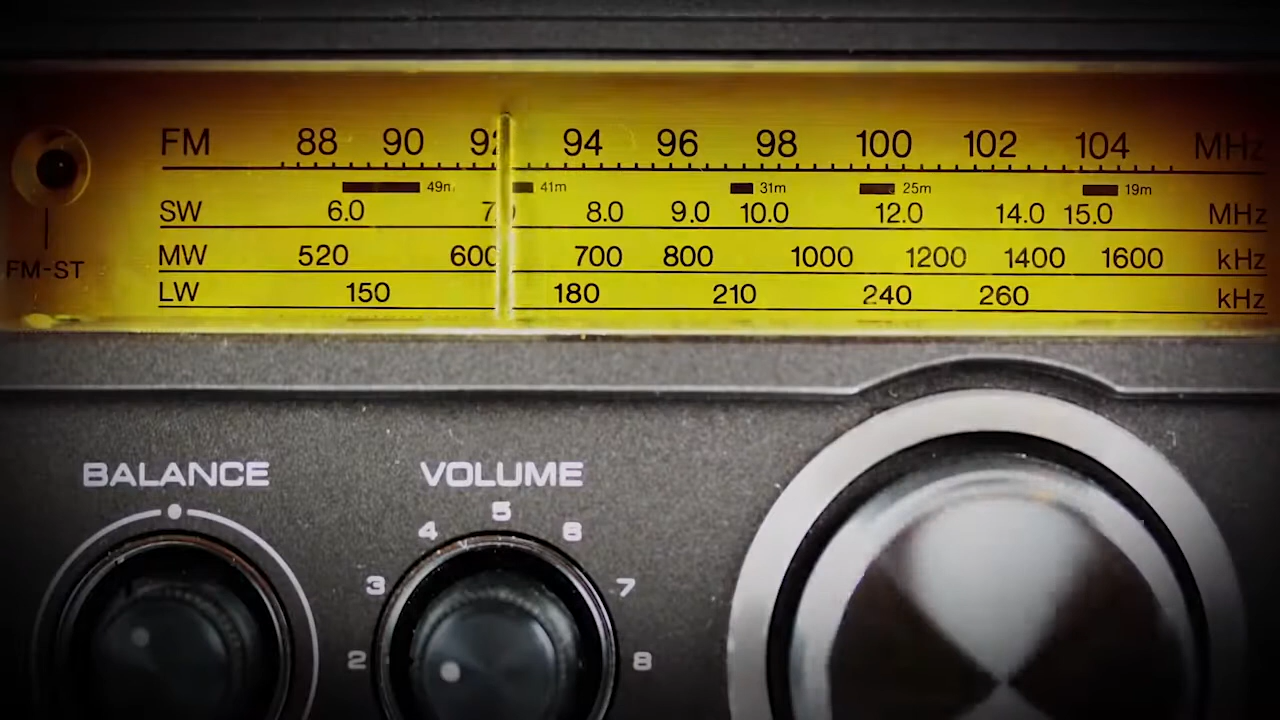 FM 88 90 92 94 96 98 100 102 104 MHz
49m 41m 31m 25m 19m
SW 6.0 7.0 8.0 9.0 10.0 12.0 14.0 15.0 MHz
MW 520 600 700 800 1000 1200 1400 1600 kHz
LW 150 180 210 240 260 kHz
FM-ST
BALANCE
VOLUME
2 3 4 5 6 7 8